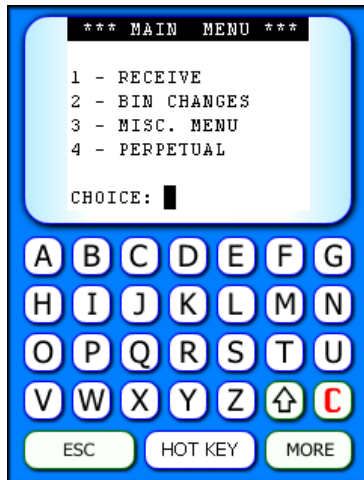 *** MAIN MENU ***
1 - RECEIVE
2 - BIN CHANGES
3 - MISC. MENU
4 - PERPETUAL
CHOICE:
A B C D E F G
H I J K L M N
O P Q R S T U
V W X Y Z C
ESC HOT KEY MORE